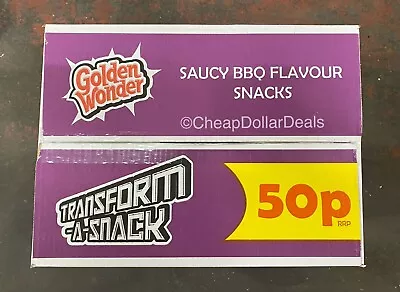 Golden
Wonder
SAUCY BBQ FLAVOUR
SNACKS
©CheapDollarDeals
TRANSFORM
-A-SNACK
50p
RRP